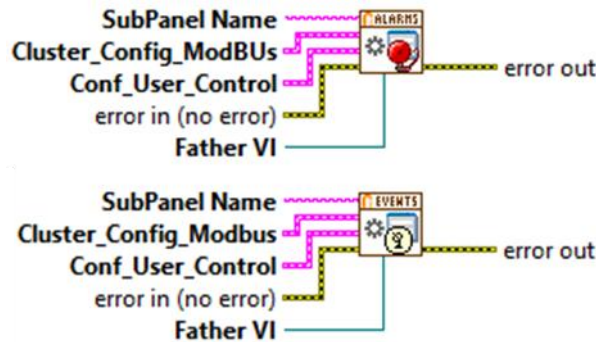 SubPanel Name
ALARMS
Cluster_Config_ModBUs
Conf_User_Control
error in (no error)
error out
Father VI
SubPanel Name
EVENTS
Cluster_Config_Modbus
Conf_User_Control
error in (no error)
error out
Father VI